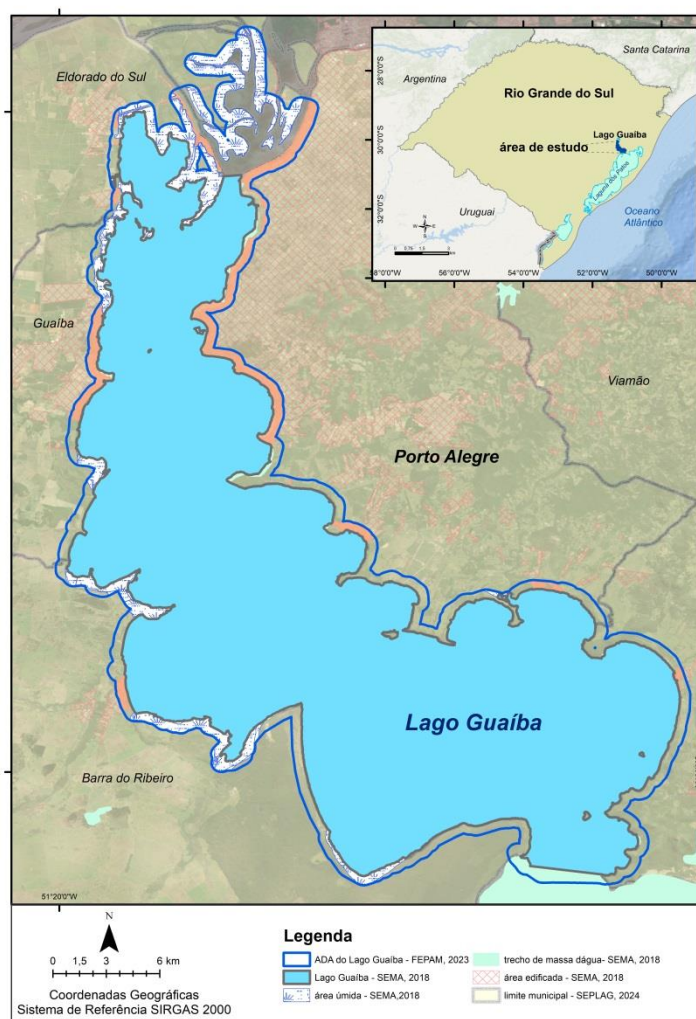 Eldorado do Sul
Guaíba
Viamão
Porto Alegre
Lago Guaíba
Barra do Ribeiro
51°20'0"W
Santa Catarina
Argentina
Rio Grande do Sul
Lago Guaíba
área de estudo
Laguna dos Patos
Uruguai
Oceano
Atlântico
28°0'0"S
30°0'0"S
32°0'0"S
58°0'0"W
56°0'0"W
54°0'0"W
52°0'0"W
50°0'0"W
N
0 1,5 3 6 km
Coordenadas Geográficas
Sistema de Referência SIRGAS 2000
Legenda
ADA do Lago Guaíba - FEPAM, 2023
Lago Guaíba - SEMA, 2018
área úmida - SEMA,2018
trecho de massa dágua- SEMA, 2018
área edificada - SEMA, 2018
limite municipal - SEPLAG, 2024